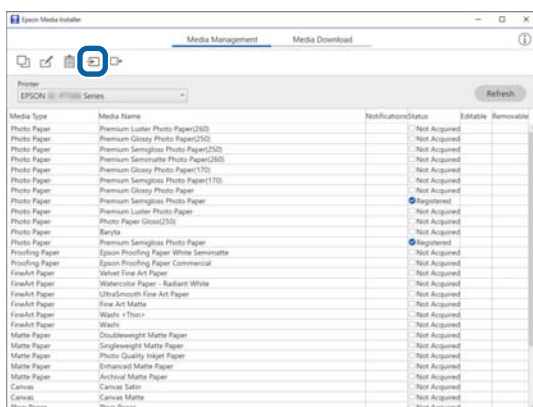 Epson Media Installer
Media Management Media Download
Printer
EPSON Series
Refresh
Media Type Media Name Notifications Status Editable Removable
Photo Paper Premium Luster Photo Paper(260) Not Acquired
Photo Paper Premium Glossy Photo Paper(250) Not Acquired
Photo Paper Premium Semigloss Photo Paper(250) Not Acquired
Photo Paper Premium Semimatte Photo Paper(260) Not Acquired
Photo Paper Premium Glossy Photo Paper(170) Not Acquired
Photo Paper Premium Semigloss Photo Paper(170) Not Acquired
Photo Paper Premium Glossy Photo Paper Not Acquired
Photo Paper Premium Semigloss Photo Paper Registered
Photo Paper Premium Luster Photo Paper Not Acquired
Photo Paper Photo Paper Gloss(250) Not Acquired
Photo Paper Baryta Not Acquired
Photo Paper Premium Semigloss Photo Paper Registered
Proofing Paper Epson Proofing Paper White Semimatte Not Acquired
Proofing Paper Epson Proofing Paper Commercial Not Acquired
FineArt Paper Velvet Fine Art Paper Not Acquired
FineArt Paper Watercolor Paper - Radiant White Not Acquired
FineArt Paper UltraSmooth Fine Art Paper Not Acquired
FineArt Paper Fine Art Matte Not Acquired
FineArt Paper Washi <Thin> Not Acquired
FineArt Paper Washi Not Acquired
Matte Paper Doubleweight Matte Paper Not Acquired
Matte Paper Singleweight Matte Paper Not Acquired
Matte Paper Photo Quality Inkjet Paper Not Acquired
Matte Paper Enhanced Matte Paper Not Acquired
Matte Paper Archival Matte Paper Not Acquired
Canvas Canvas Satin Not Acquired
Canvas Canvas Matte Not Acquired
Plain Paper Plain Paper Not Acquired